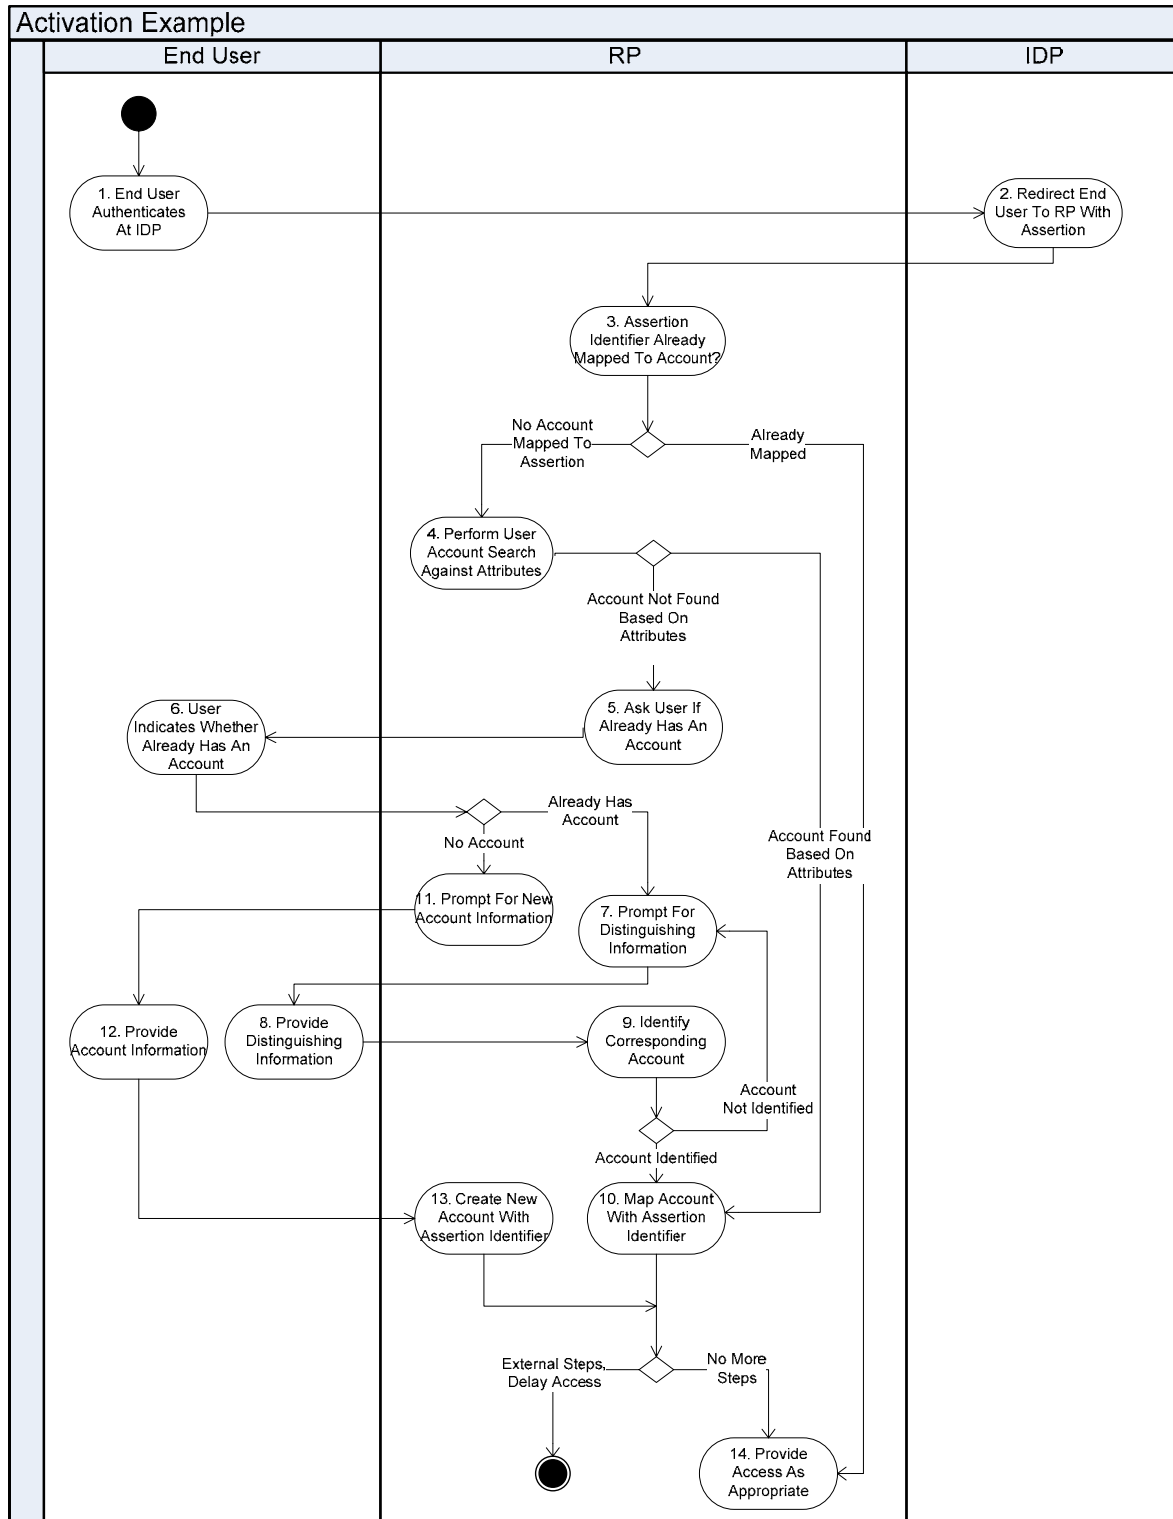 Activation Example
End User
RP
IDP
1. End User
Authenticates
At IDP
2. Redirect End
User To RP With
Assertion
3. Assertion
Identifier Already
Mapped To Account?
No Account
Mapped To
Assertion
Already
Mapped
4. Perform User
Account Search
Against Attributes
Account Not Found
Based On
Attributes
5. Ask User If
Already Has An
Account
6. User
Indicates Whether
Already Has An
Account
Already Has
Account
No Account
Account Found
Based On
Attributes
11. Prompt For New
Account Information
7. Prompt For
Distinguishing
Information
12. Provide
Account Information
8. Provide
Distinguishing
Information
9. Identify
Corresponding
Account
Account
Not Identified
Account Identified
13. Create New
Account With
Assertion Identifier
10. Map Account
With Assertion
Identifier
External Steps,
Delay Access
No More
Steps
14. Provide
Access As
Appropriate